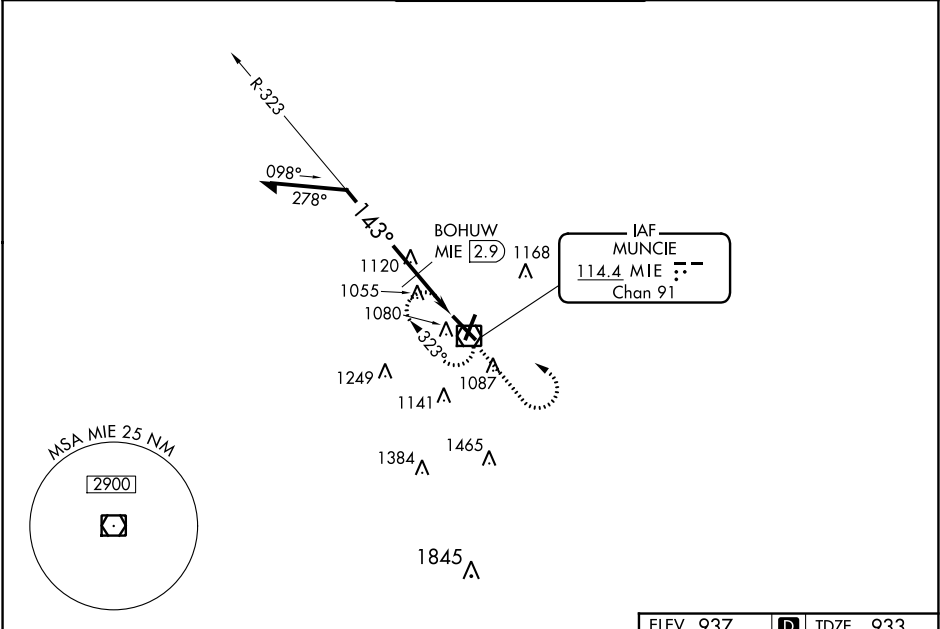 R-323
098°
278°
143°
BOHUW
MIE 2.9
1168
IAF
MUNCIE
114.4 MIE
Chan 91
1120
1055
1080
323°
1249
1087
1141
1465
1384
MSA MIE 25 NM
2900
1845
ELEV 937 D TDZE 933